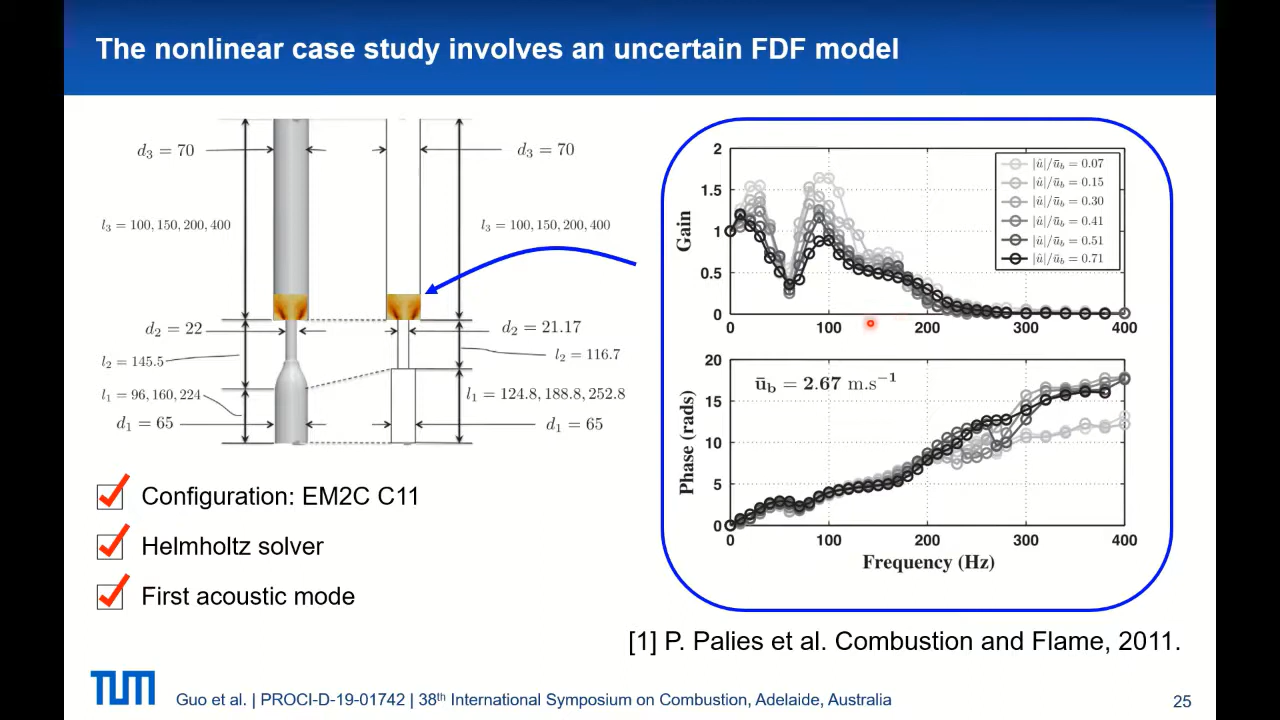 The nonlinear case study involves an uncertain FDF model
d₃ = 70
d₃ = 70
l₃ = 100, 150, 200, 400
l₃ = 100, 150, 200, 400
d₂ = 22
d₂ = 21.17
l₂ = 145.5
l₂ = 116.7
l₁ = 96, 160, 224
l₁ = 124.8, 188.8, 252.8
d₁ = 65
d₁ = 65
Configuration: EM2C C11
Helmholtz solver
First acoustic mode
Gain
2
1.5
1
0.5
0
0 100 200 300 400
|û|/ūb = 0.07
|û|/ūb = 0.15
|û|/ūb = 0.30
|û|/ūb = 0.41
|û|/ūb = 0.51
|û|/ūb = 0.71
Phase (rads)
20
15
10
5
0
ūb = 2.67 m.s⁻¹
0 100 200 300 400
Frequency (Hz)
[1] P. Palies et al. Combustion and Flame, 2011.
TUM
Guo et al. | PROCI-D-19-01742 | 38th International Symposium on Combustion, Adelaide, Australia
25